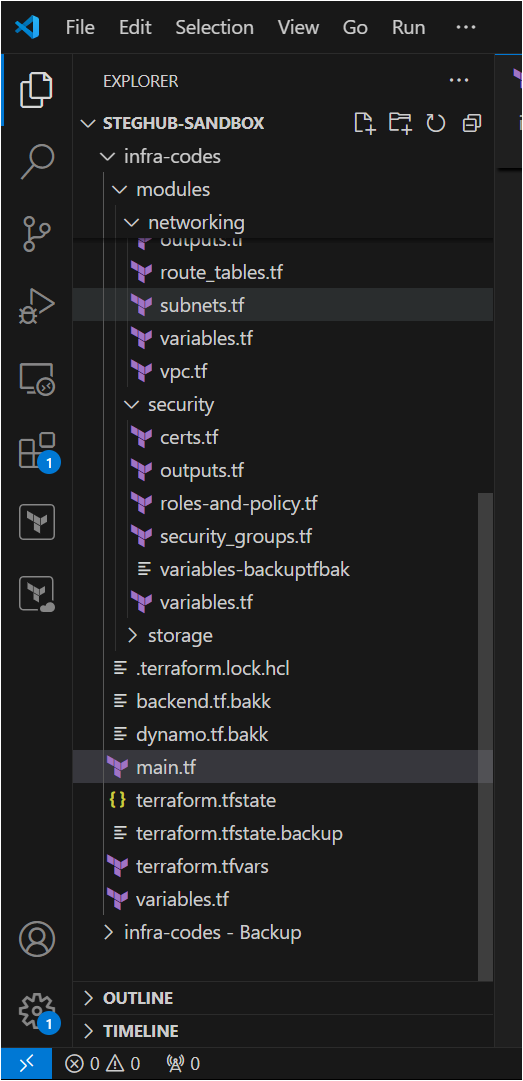 File Edit Selection View Go Run ...
EXPLORER ...
STEGHUB-SANDBOX
infra-codes
modules
networking
outputs.tf
route_tables.tf
subnets.tf
variables.tf
vpc.tf
security
certs.tf
outputs.tf
roles-and-policy.tf
security_groups.tf
variables-backuptfbak
1
variables.tf
storage
.terraform.lock.hcl
backend.tf.bakk
dynamo.tf.bakk
main.tf
{} terraform.tfstate
terraform.tfstate.backup
terraform.tfvars
variables.tf
infra-codes - Backup
OUTLINE
1
TIMELINE
0 0 0